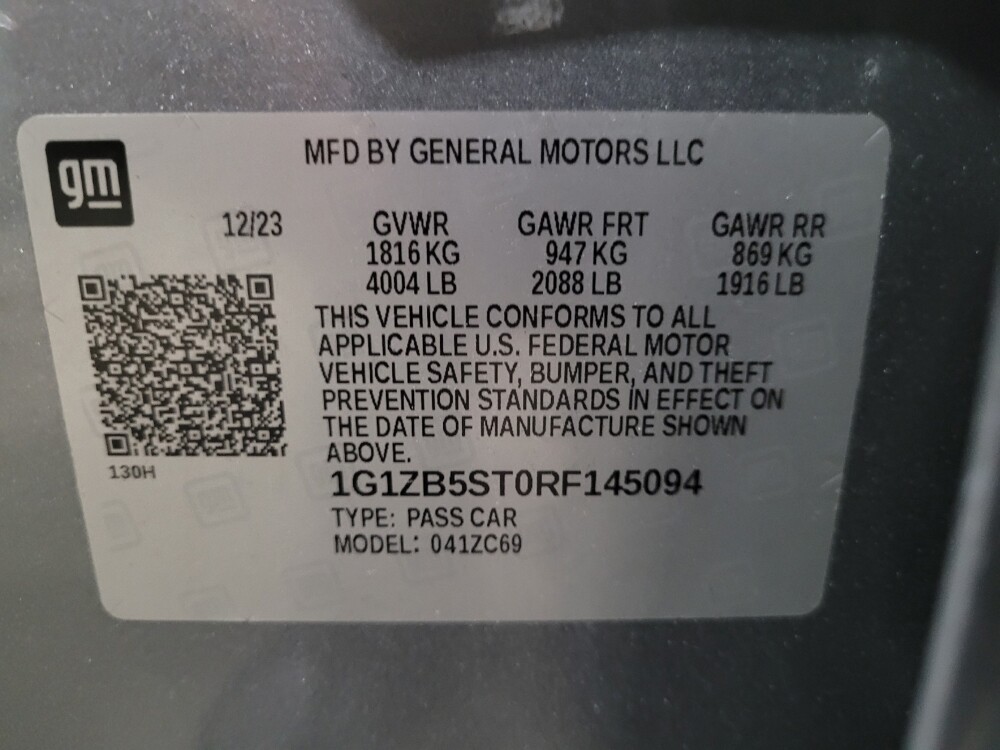 gm
MFD BY GENERAL MOTORS LLC
12/23 GVWR GAWR FRT GAWR RR
1816 KG 947 KG 869 KG
4004 LB 2088 LB 1916 LB
THIS VEHICLE CONFORMS TO ALL
APPLICABLE U.S. FEDERAL MOTOR
VEHICLE SAFETY, BUMPER, AND THEFT
PREVENTION STANDARDS IN EFFECT ON
THE DATE OF MANUFACTURE SHOWN
ABOVE.
130H
1G1ZB5ST0RF145094
TYPE: PASS CAR
MODEL: 041ZC69